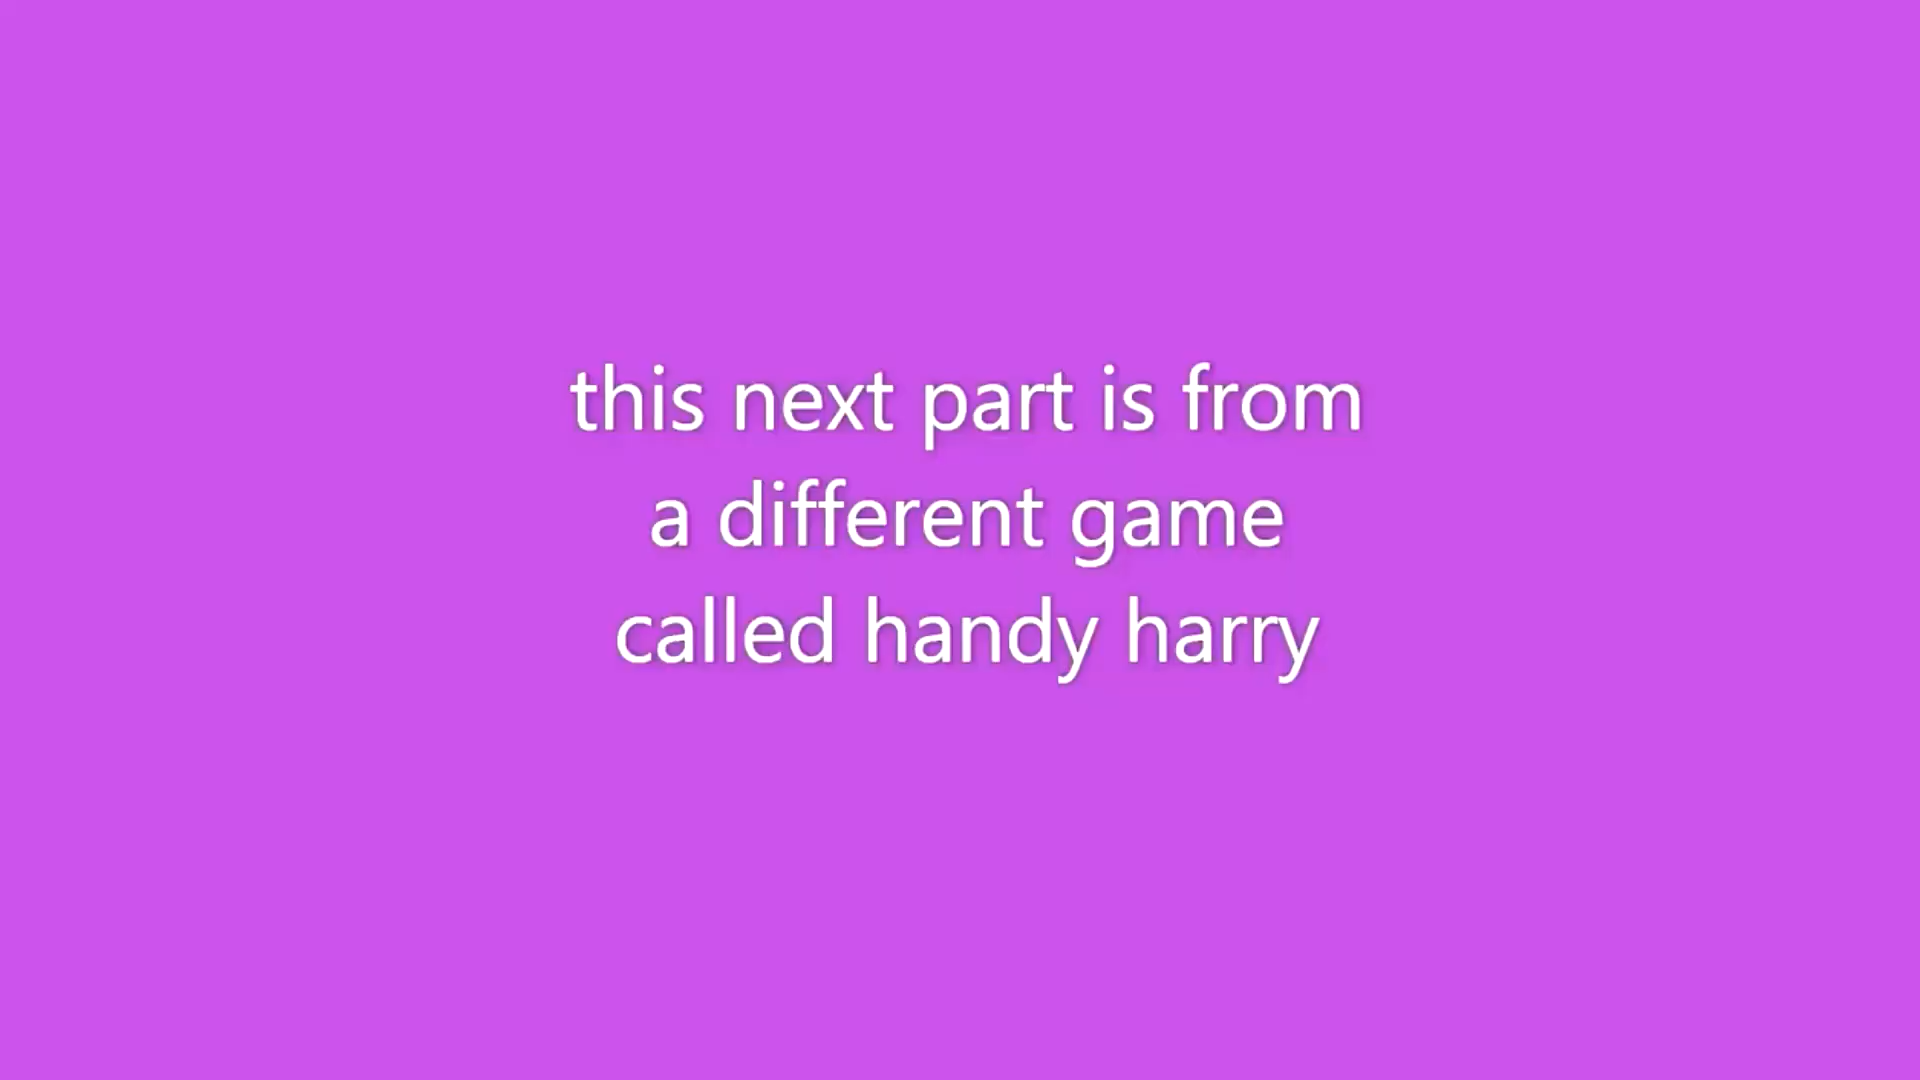 this next part is from
a different game
called handy harry